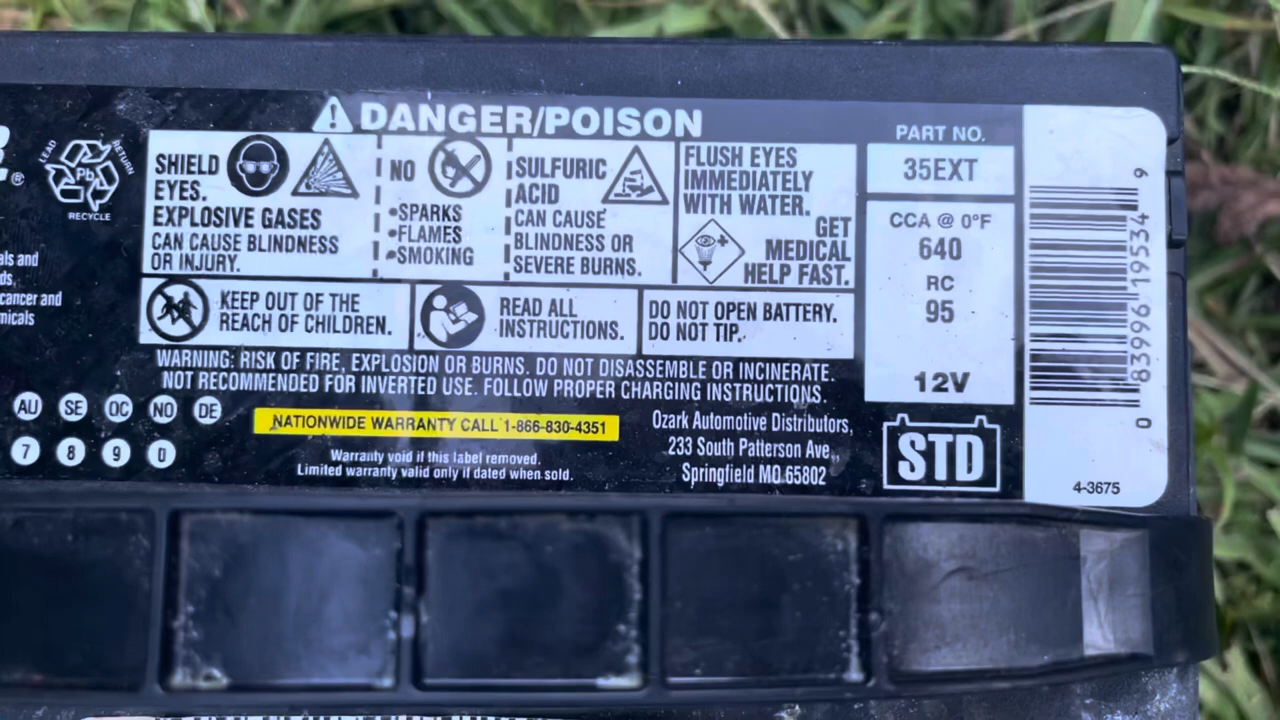 ®
LEAD
RETURN
Pb
RECYCLE
als and
ds,
cancer and
micals
DANGER/POISON
SHIELD
EYES.
EXPLOSIVE GASES
CAN CAUSE BLINDNESS
OR INJURY.
NO
•SPARKS
•FLAMES
•SMOKING
SULFURIC
ACID
CAN CAUSE
BLINDNESS OR
SEVERE BURNS.
FLUSH EYES
IMMEDIATELY
WITH WATER.
GET
MEDICAL
HELP FAST.
KEEP OUT OF THE
REACH OF CHILDREN.
READ ALL
INSTRUCTIONS.
DO NOT OPEN BATTERY.
DO NOT TIP.
WARNING: RISK OF FIRE, EXPLOSION OR BURNS. DO NOT DISASSEMBLE OR INCINERATE.
NOT RECOMMENDED FOR INVERTED USE. FOLLOW PROPER CHARGING INSTRUCTIONS.
AU SE OC NO DE
7 8 9 0
NATIONWIDE WARRANTY CALL 1-866-830-4351
Warranty void if this label removed.
Limited warranty valid only if dated when sold.
Ozark Automotive Distributors,
233 South Patterson Ave.,
Springfield MO 65802
PART NO.
35EXT
CCA @ 0°F
640
RC
95
12V
STD
0 83996 19534 9
4-3675